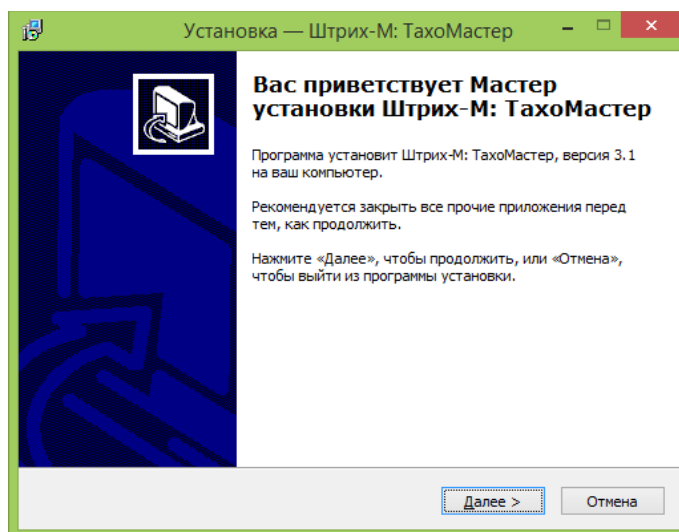 Установка — Штрих-М: ТахоМастер
Вас приветствует Мастер
установки Штрих-М: ТахоМастер
Программа установит Штрих-М: ТахоМастер, версия 3.1
на ваш компьютер.
Рекомендуется закрыть все прочие приложения перед
тем, как продолжить.
Нажмите «Далее», чтобы продолжить, или «Отмена»,
чтобы выйти из программы установки.
Далее > Отмена